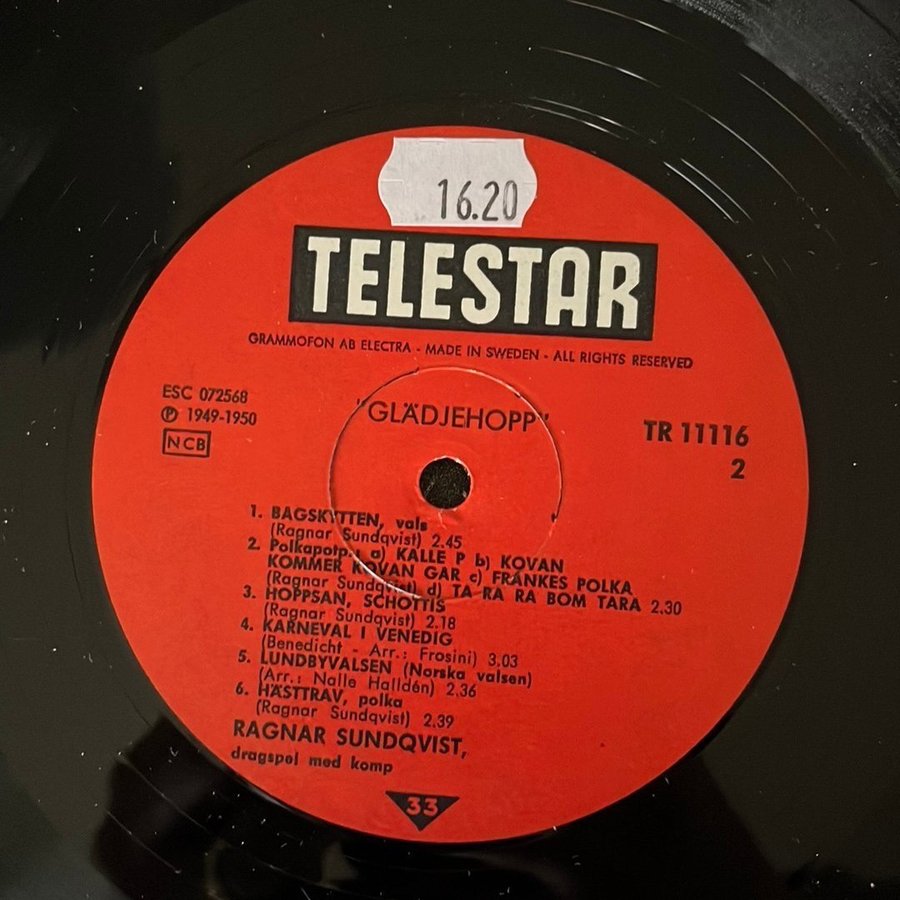 16.20
TELESTAR
GRAMMOFON AB ELECTRA - MADE IN SWEDEN - ALL RIGHTS RESERVED
ESC 072568
℗ 1949-1950
NCB
"GLÄDJEHOPP"
TR 11116
2
1. BAGSKYTTEN, vals
(Ragnar Sundqvist) 2.45
2. Polkapotp.: a) KALLE P b) KOVAN
KOMMER KOVAN GÅR c) FRÄNKES POLKA
(Ragnar Sundqvist) d) TA RA RA BOM TARA 2.30
3. HOPPSAN, SCHOTTIS
(Ragnar Sundqvist) 2.18
4. KARNEVAL I VENEDIG
(Benedicht - Arr.: Frosini) 3.03
5. LUNDBYVALSEN (Norska valsen)
(Arr.: Nalle Halldén) 2.36
6. HÄSTTRAV, polka
(Ragnar Sundqvist) 2.39
RAGNAR SUNDQVIST,
dragspel med komp
33